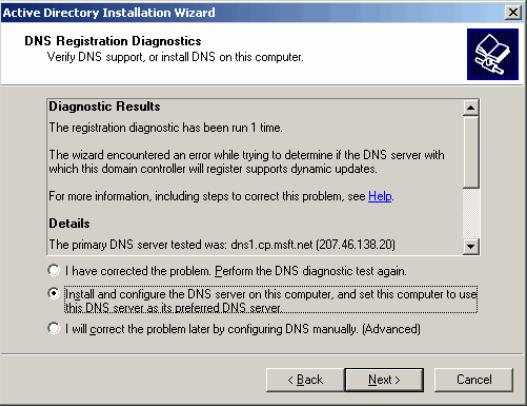 Active Directory Installation Wizard
DNS Registration Diagnostics
Verify DNS support, or install DNS on this computer.
Diagnostic Results
The registration diagnostic has been run 1 time.
The wizard encountered an error while trying to determine if the DNS server with
which this domain controller will register supports dynamic updates.
For more information, including steps to correct this problem, see Help.
Details
The primary DNS server tested was: dns1.cp.msft.net (207.46.138.20)
I have corrected the problem. Perform the DNS diagnostic test again.
Install and configure the DNS server on this computer, and set this computer to use
this DNS server as its preferred DNS server.
I will correct the problem later by configuring DNS manually. (Advanced)
< Back
Next >
Cancel